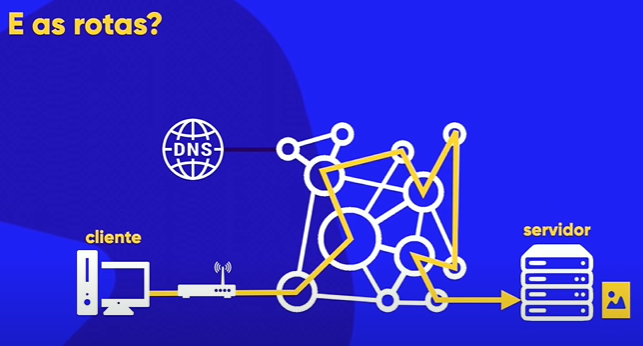 E as rotas?
DNS
cliente
servidor